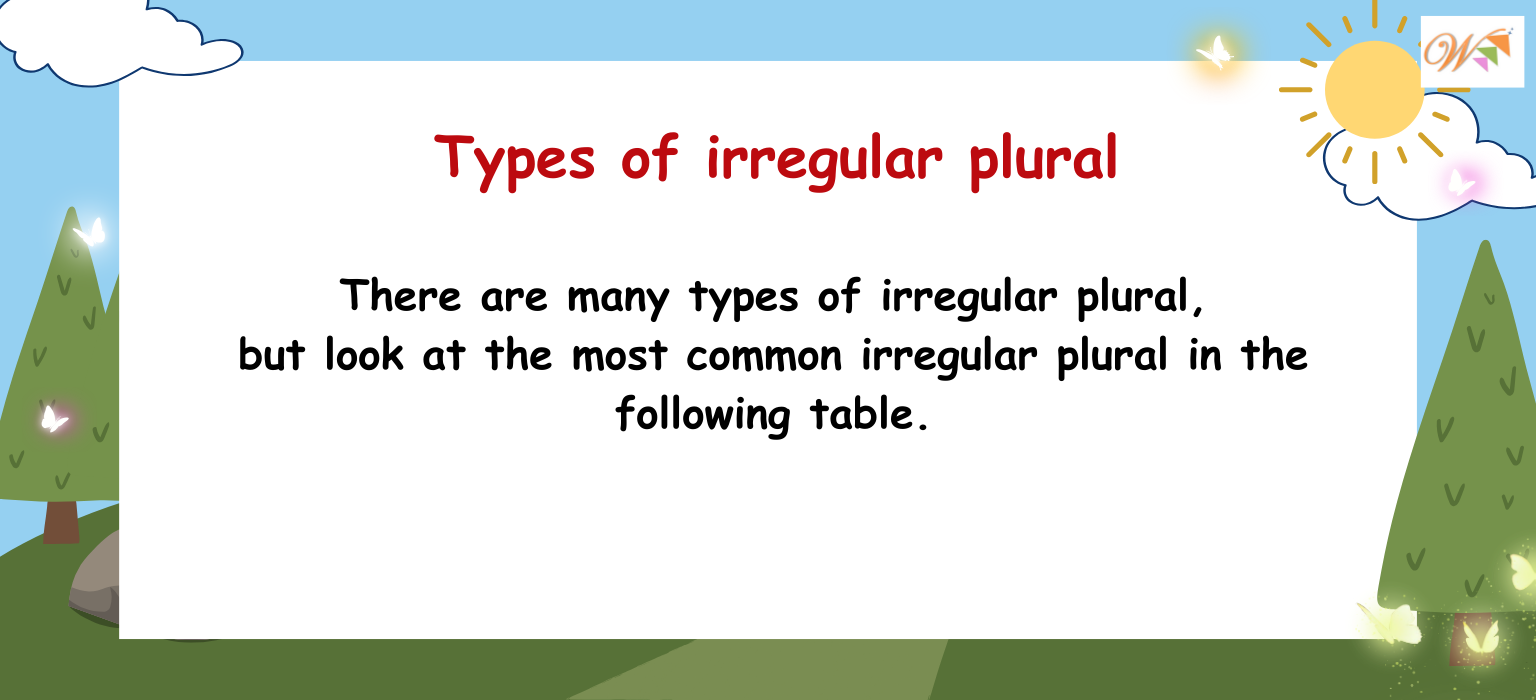 W
Types of irregular plural
There are many types of irregular plural,
but look at the most common irregular plural in the
following table.